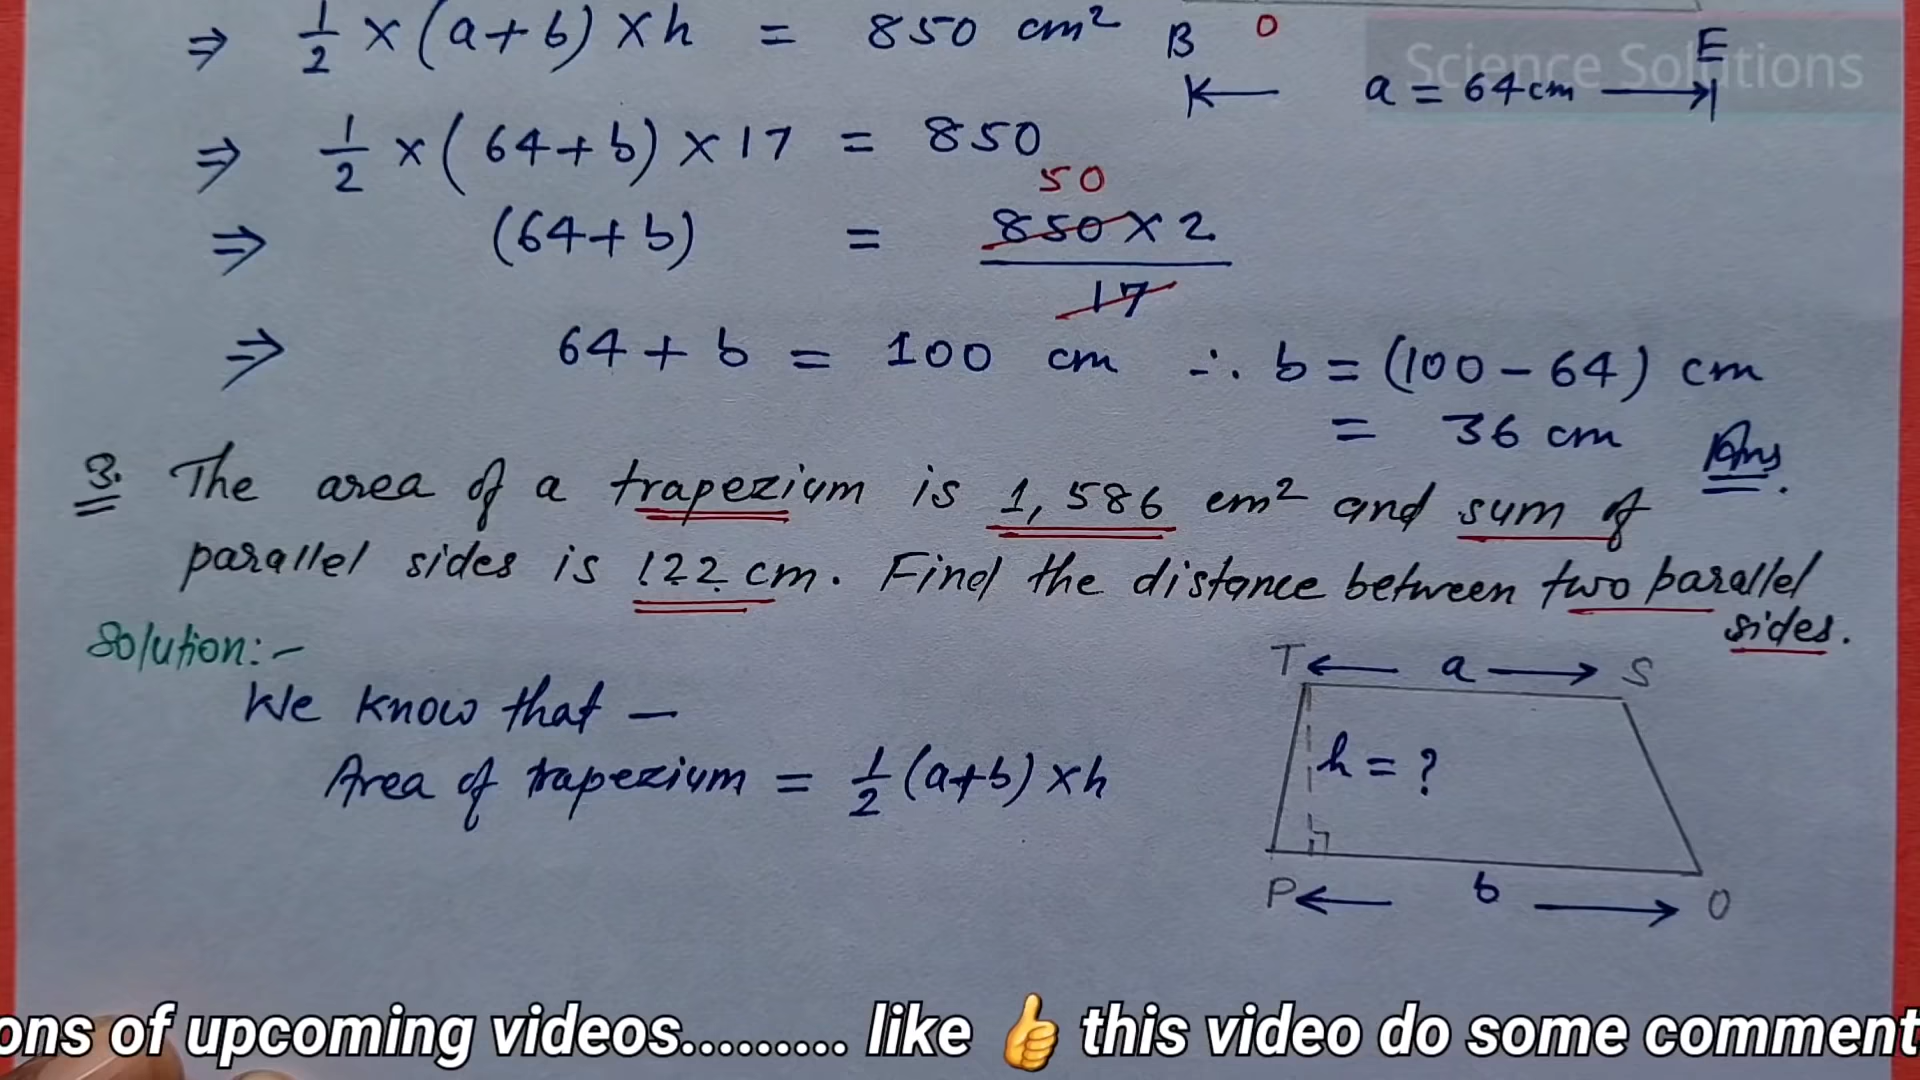 ⇒ 1/2 × (a+b) × h = 850 cm²
B O E
Science Solutions
a = 64cm
⇒ 1/2 × (64+b) × 17 = 850
50
⇒ (64+b) = 850×2/17
⇒ 64+b = 100 cm ∴ b = (100-64) cm
= 36 cm Ans.
3. The area of a trapezium is 1,586 cm² and sum of
parallel sides is 122 cm. Find the distance between two parallel
sides.
Solution:-
T a S
We know that -
Area of trapezium = 1/2 (a+b) × h
h = ?
P b O
ons of upcoming videos......... like 👍 this video do some comment